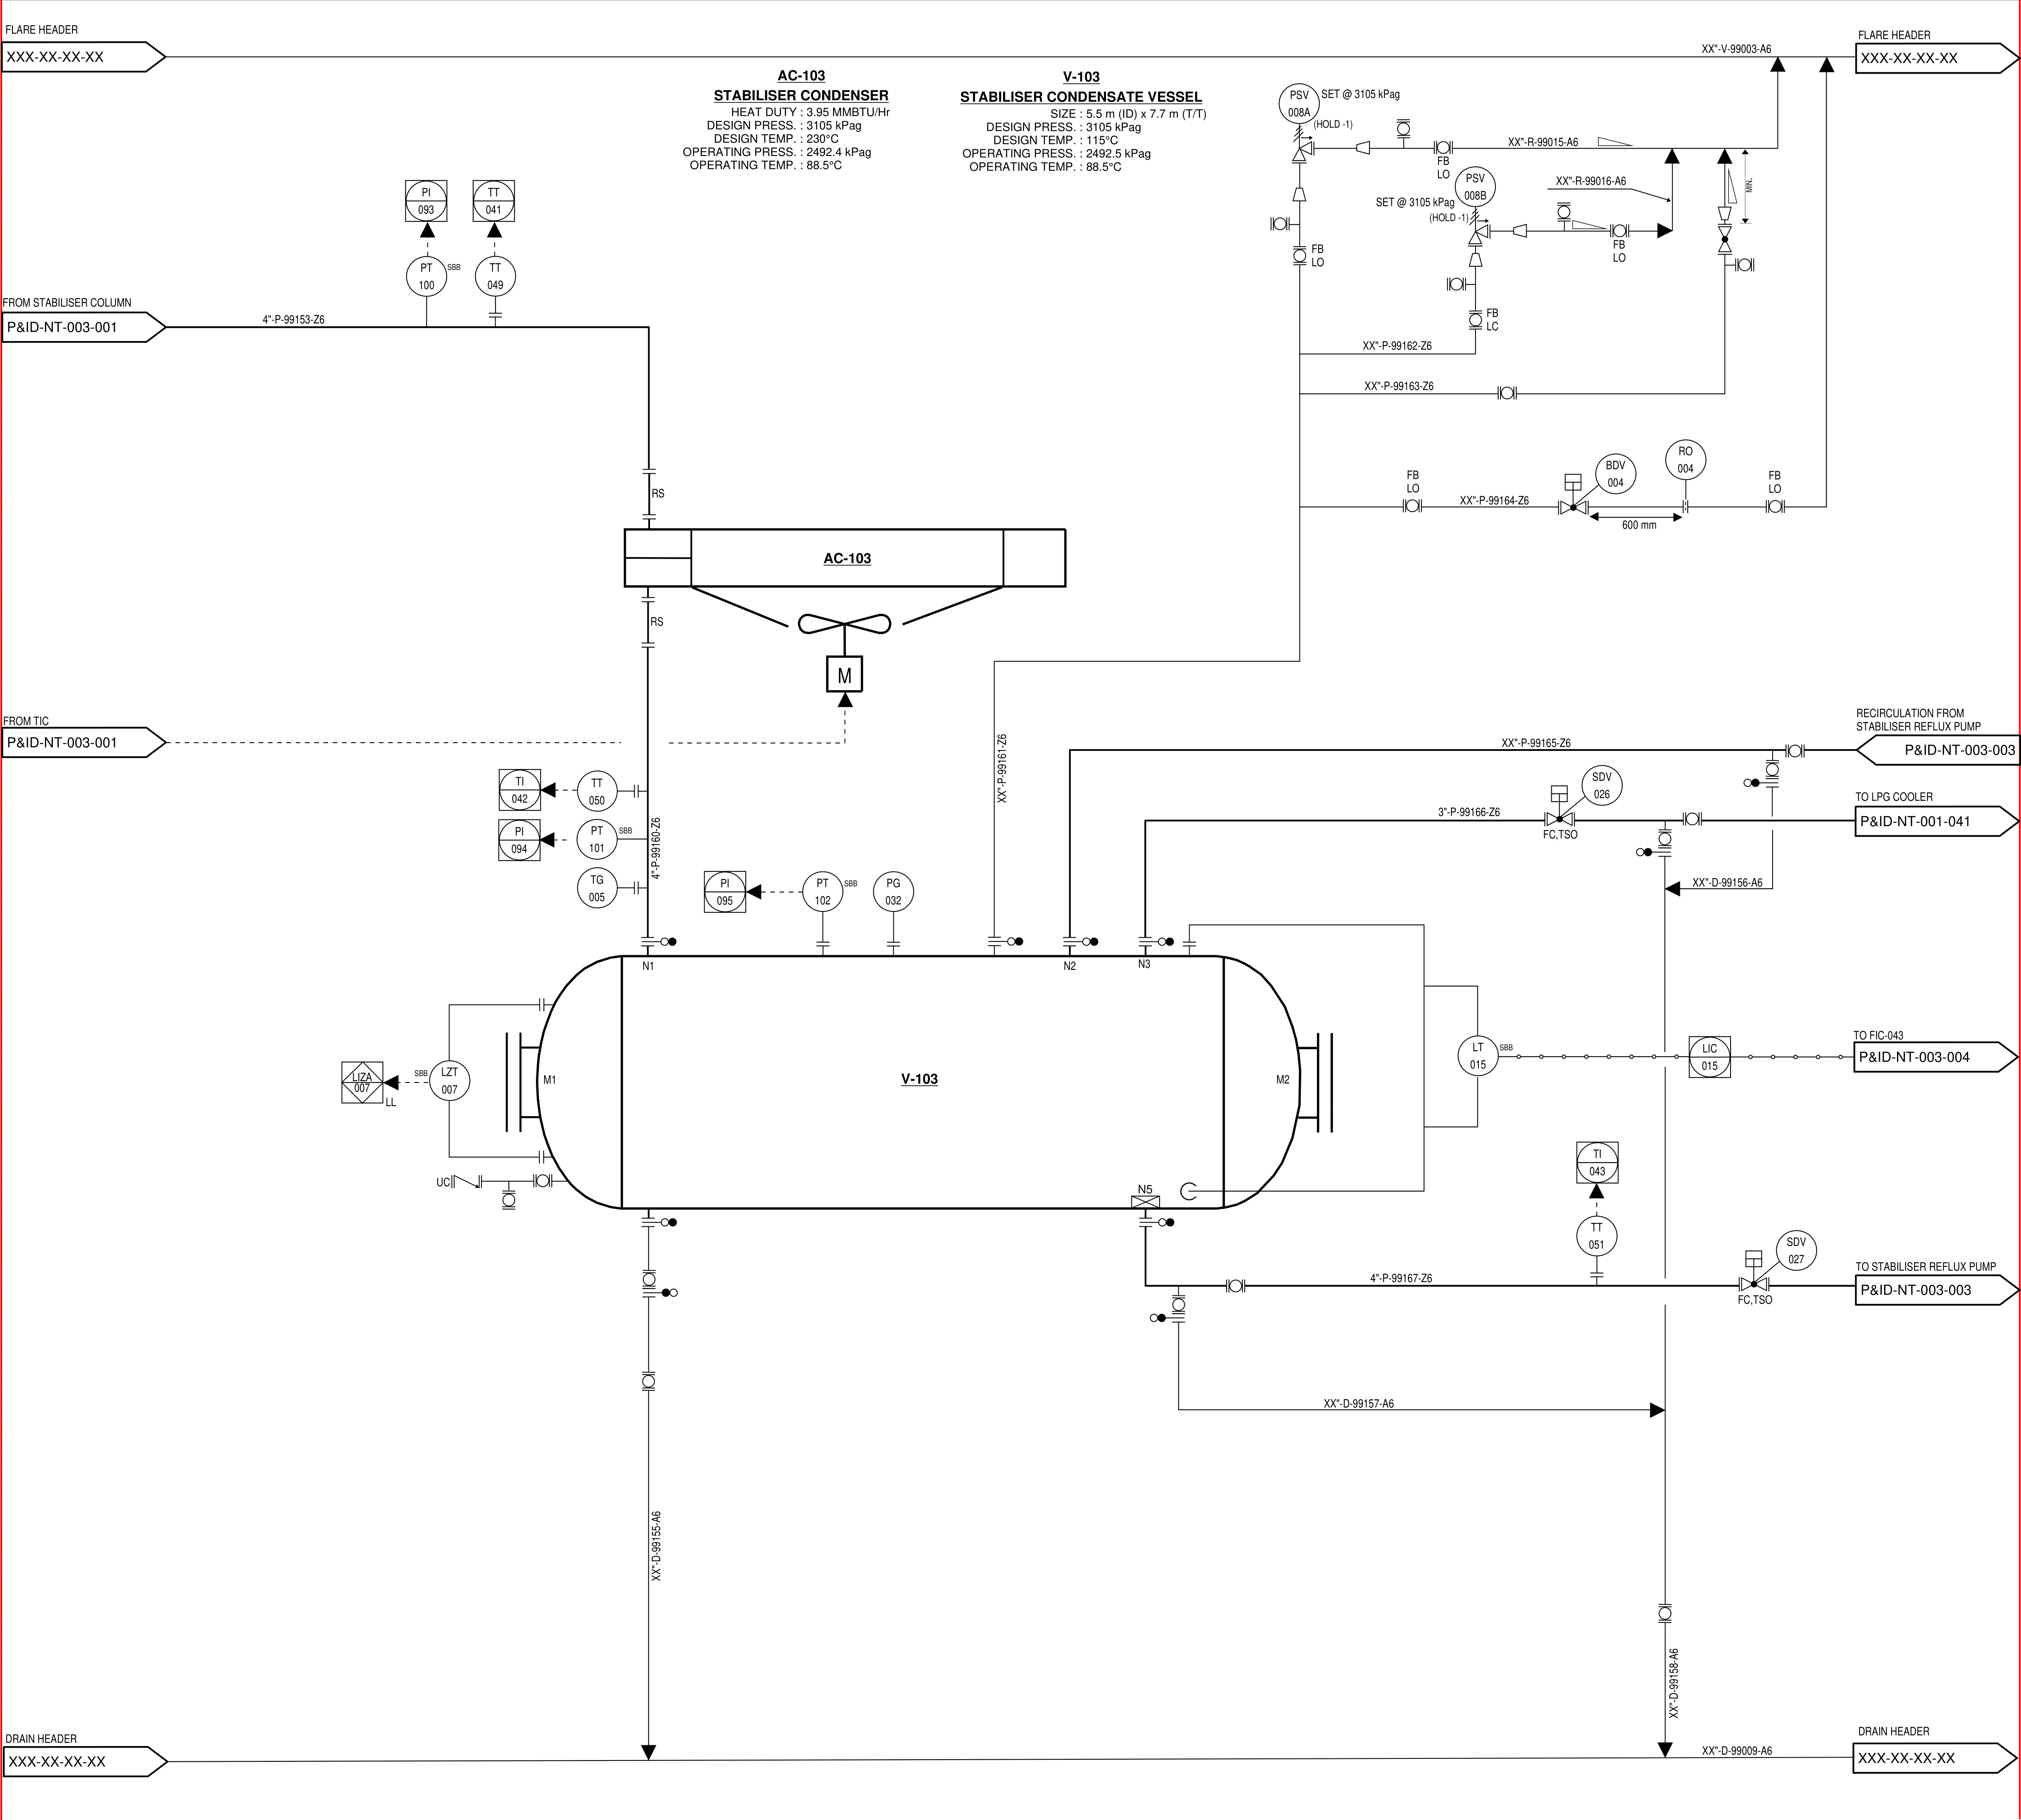 FLARE HEADER
XXX-XX-XX-XX
XX"-V-99003-A6
FLARE HEADER
XXX-XX-XX-XX
AC-103
STABILISER CONDENSER
HEAT DUTY : 3.95 MMBTU/Hr
DESIGN PRESS. : 3105 kPag
DESIGN TEMP. : 230°C
OPERATING PRESS. : 2492.4 kPag
OPERATING TEMP. : 88.5°C
V-103
STABILISER CONDENSATE VESSEL
SIZE : 5.5 m (ID) x 7.7 m (T/T)
DESIGN PRESS. : 3105 kPag
DESIGN TEMP. : 115°C
OPERATING PRESS. : 2492.5 kPag
OPERATING TEMP. : 88.5°C
PSV
008A
SET @ 3105 kPag
(HOLD -1)
FB
LO
XX"-R-99015-A6
PSV
008B
SET @ 3105 kPag
(HOLD -1)
XX"-R-99016-A6
MIN.
FB
LO
FB
LO
FB
LC
PI
093
TT
041
PT
100
SBB
TT
049
FROM STABILISER COLUMN
P&ID-NT-003-001
4"-P-99153-Z6
XX"-P-99162-Z6
XX"-P-99163-Z6
FB
LO
XX"-P-99164-Z6
BDV
004
RO
004
600 mm
FB
LO
RS
AC-103
RS
M
FROM TIC
P&ID-NT-003-001
XX"-P-99161-Z6
XX"-P-99165-Z6
RECIRCULATION FROM
STABILISER REFLUX PUMP
P&ID-NT-003-003
TI
042
TT
050
PI
094
PT
101
SBB
TG
005
4"-P-99160-Z6
3"-P-99166-Z6
SDV
026
FC,TSO
TO LPG COOLER
P&ID-NT-001-041
XX"-D-99156-A6
PI
095
PT
102
SBB
PG
032
N1
N2
N3
LIZA
007
LL
SBB
LZT
007
M1
V-103
M2
LT
015
SBB
LIC
015
TO FIC-043
P&ID-NT-003-004
UC
N5
TI
043
TT
051
SDV
027
FC,TSO
4"-P-99167-Z6
TO STABILISER REFLUX PUMP
P&ID-NT-003-003
XX"-D-99157-A6
XX"-D-99155-A6
XX"-D-99158-A6
DRAIN HEADER
XXX-XX-XX-XX
XX"-D-99009-A6
DRAIN HEADER
XXX-XX-XX-XX